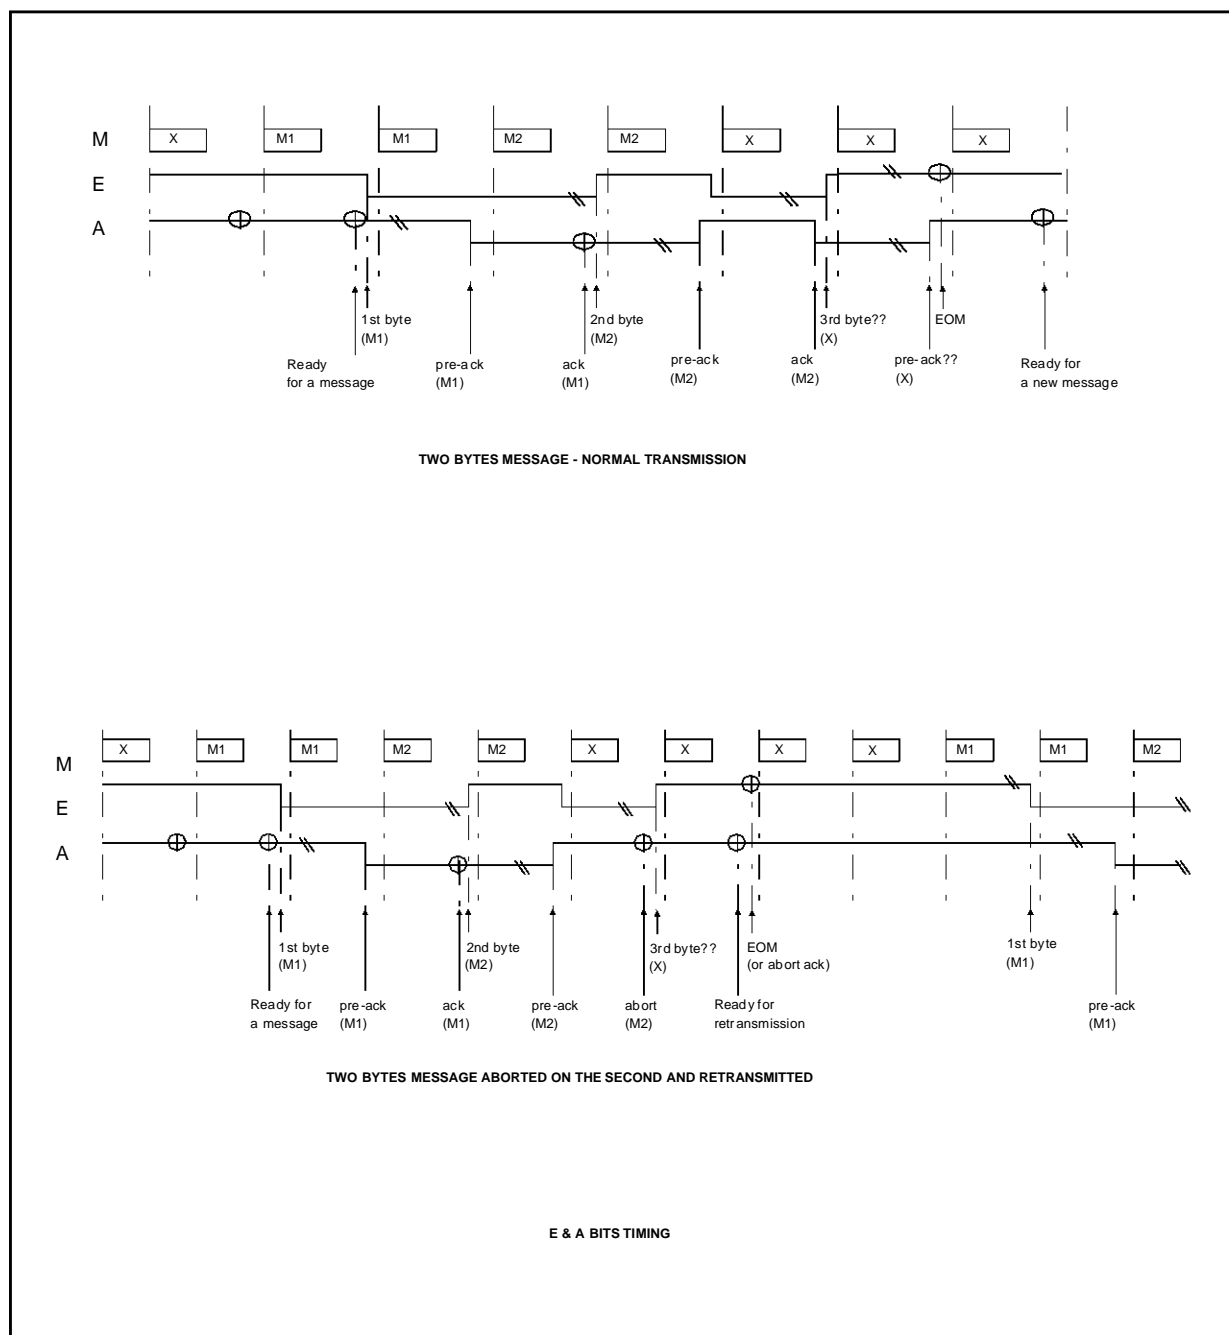 M X M1 M1 M2 M2 X X X
E
A
1st byte 2nd byte 3rd byte?? EOM
(M1) (M2) (X)
Ready pre-ack ack pre-ack ack pre-ack?? Ready for
for a message (M1) (M1) (M2) (M2) (X) a new message
TWO BYTES MESSAGE - NORMAL TRANSMISSION
X M1 M1 M2 M2 X X X X M1 M1 M2
M
E
A
1st byte 2nd byte 3rd byte?? EOM 1st byte
(M1) (M2) (X) (or abort ack) (M1)
Ready for pre-ack ack pre-ack abort Ready for pre-ack
a message (M1) (M1) (M2) (M2) retransmission (M1)
TWO BYTES MESSAGE ABORTED ON THE SECOND AND RETRANSMITTED
E & A BITS TIMING